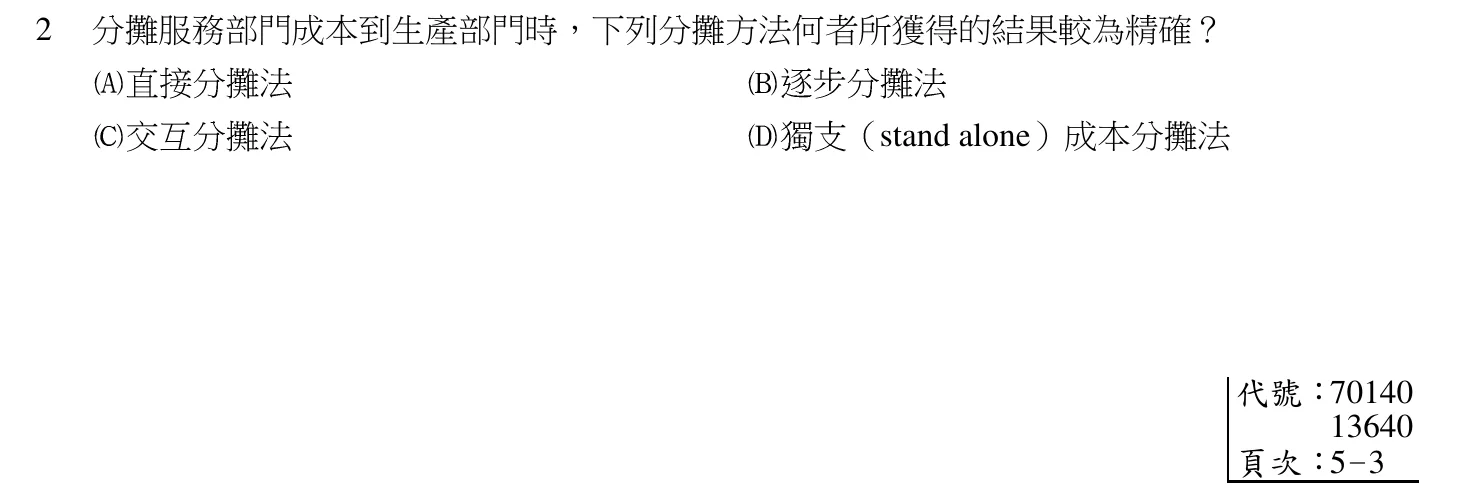 2 分攤服務部門成本到生產部門時，下列分攤方法何者所獲得的結果較為精確？
(A)直接分攤法 (B)逐步分攤法
(C)交互分攤法 (D)獨支（stand alone）成本分攤法
代號：70140
13640
頁次：5－3